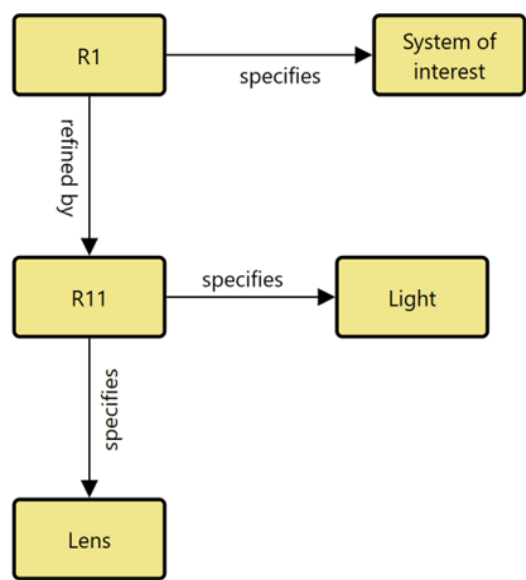 R1
specifies
System of
interest
refined by
R11
specifies
Light
specifies
Lens